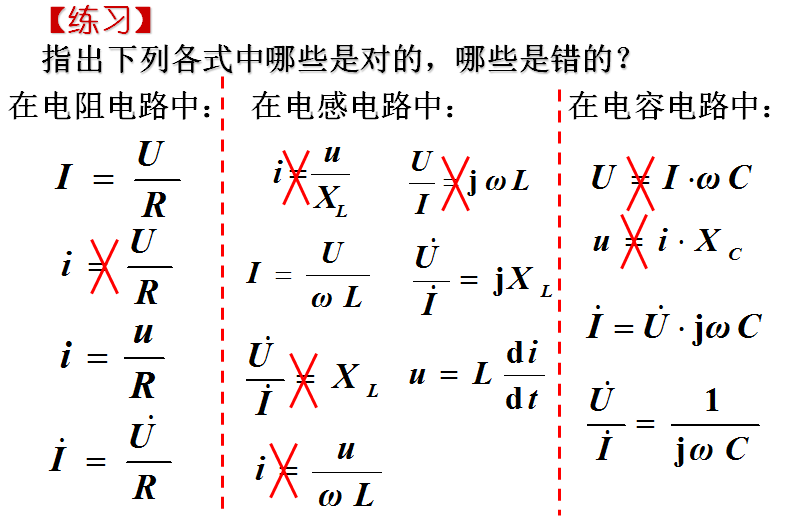 【练习】
指出下列各式中哪些是对的，哪些是错的？
在电阻电路中：
I = U/R
i = U/R
i = u/R
İ = U̇/R
在电感电路中：
i = u/X_L
U/I = jωL
I = U/ωL
U̇/İ = jX_L
U̇/İ = X_L
u = L di/dt
i = u/ωL
在电容电路中：
U = I·ωC
u = i·X_C
İ = U̇·jωC
U̇/İ = 1/jωC